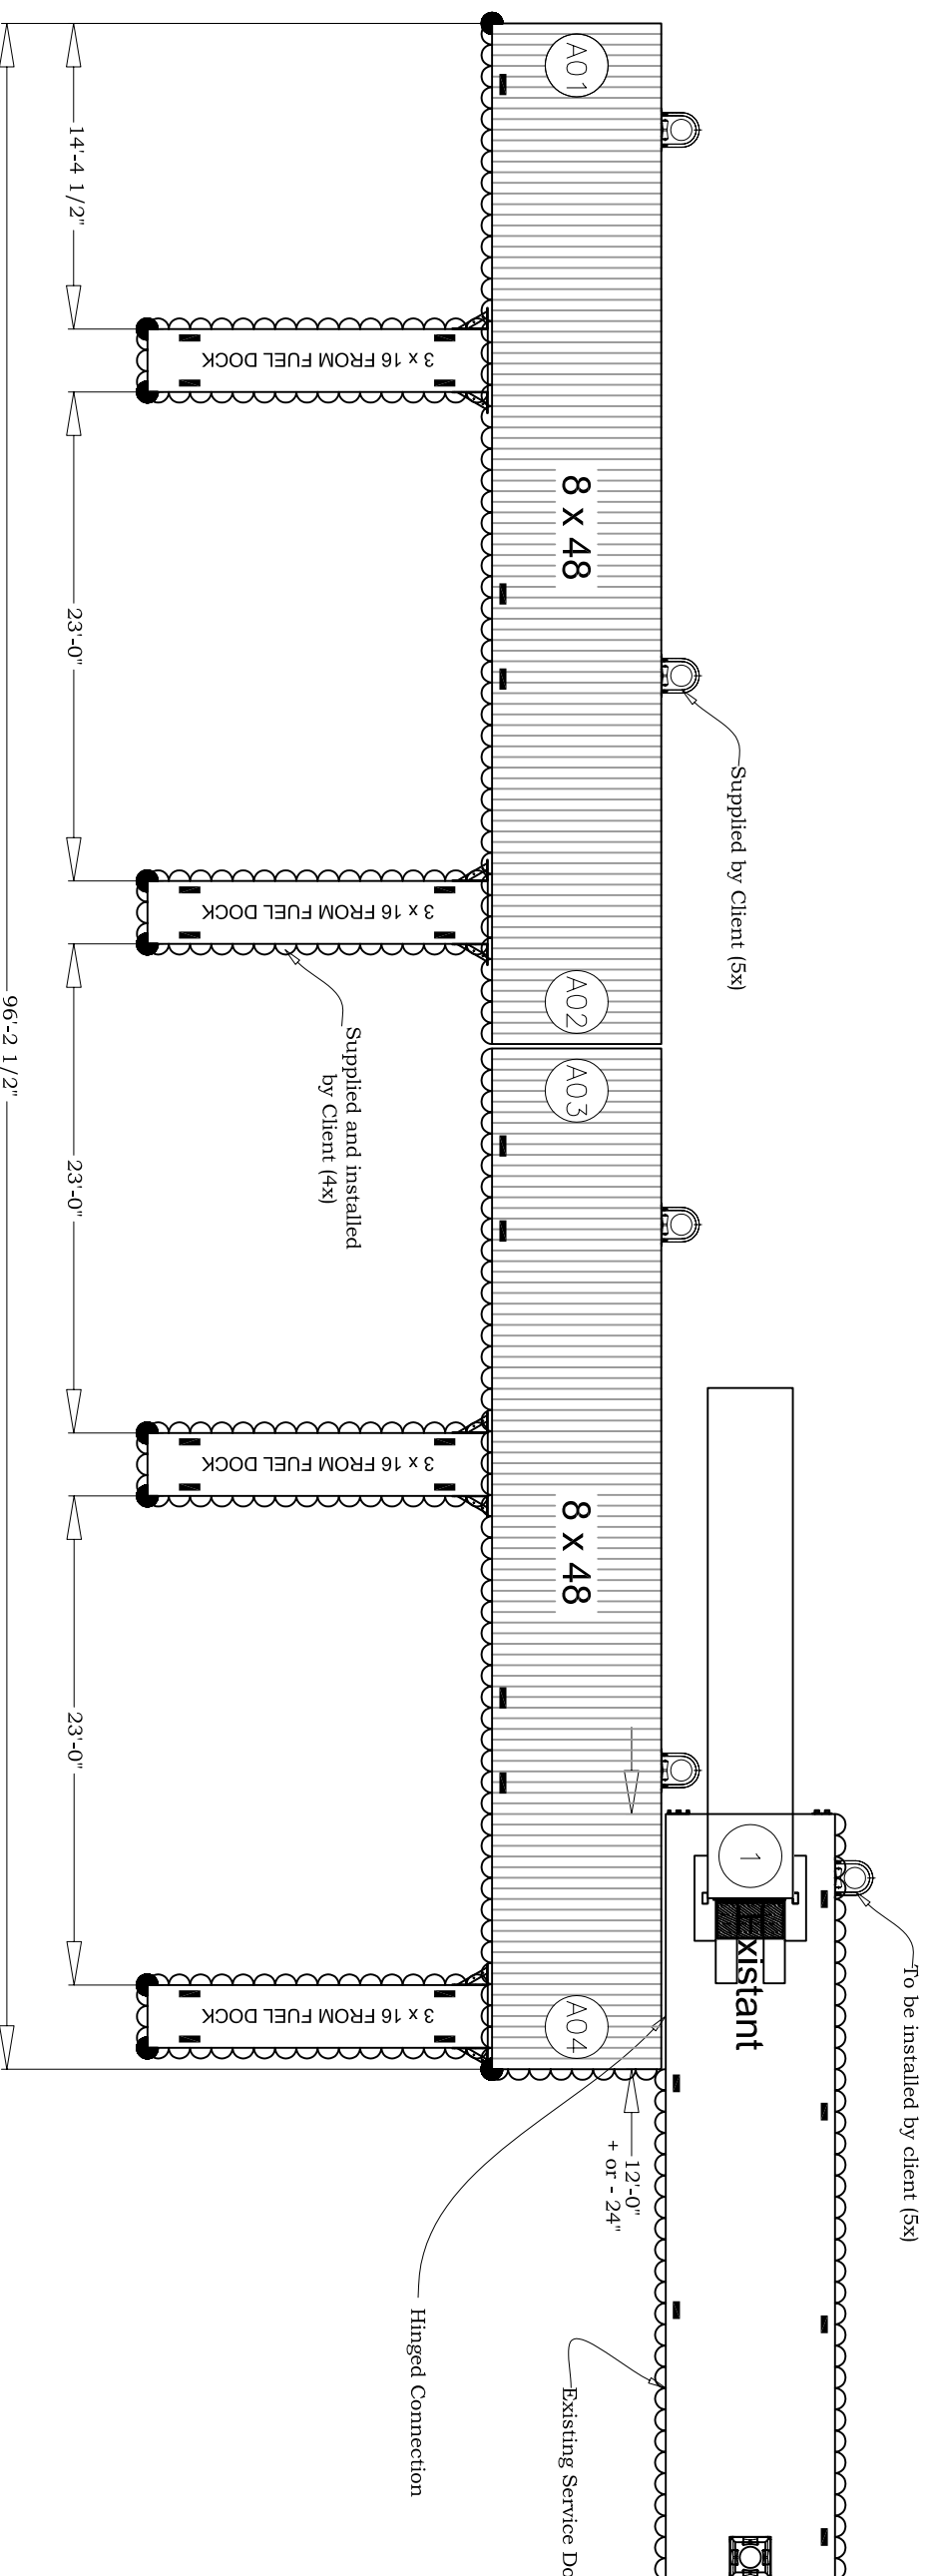 To be installed by client (5x)
Supplied by Client (5x)
1
Existant
12'-0"
+ or - 24"
Existing Service
Hinged Connection
A01
8 x 48
A02
A03
8 x 48
A04
Supplied and installed
by Client (4x)
3 x 16 FROM FUEL DOCK
3 x 16 FROM FUEL DOCK
3 x 16 FROM FUEL DOCK
3 x 16 FROM FUEL DOCK
14'-4 1/2"
23'-0"
23'-0"
23'-0"
96'-2 1/2"